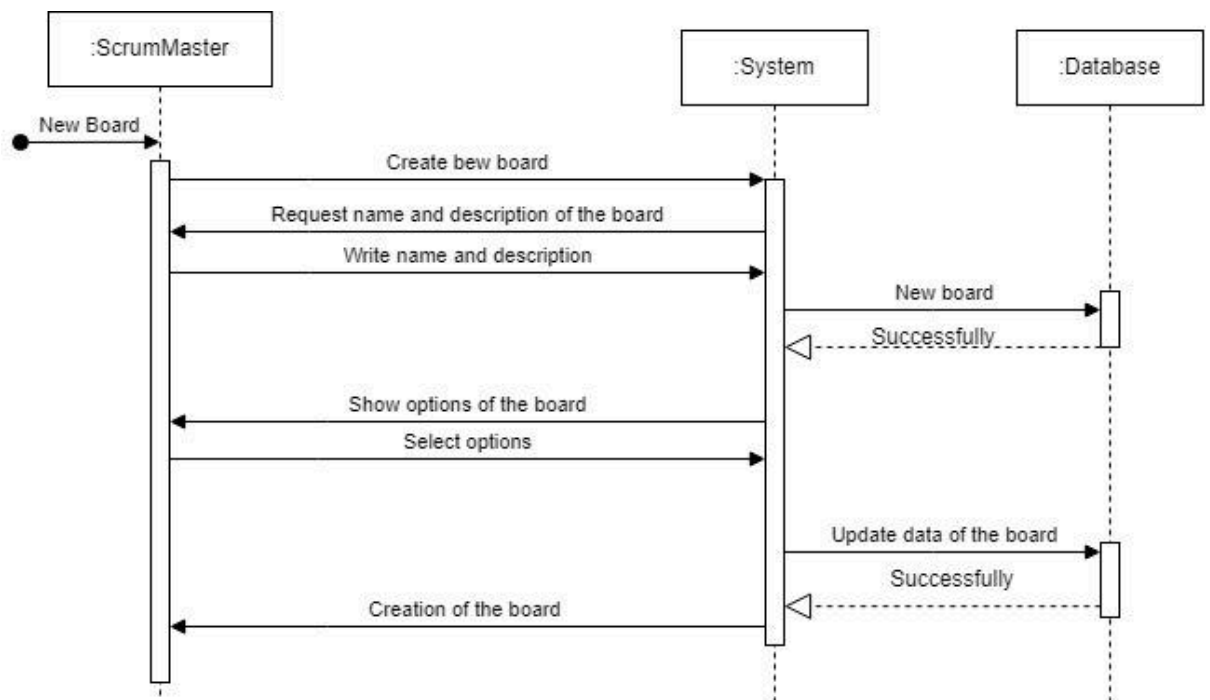 :ScrumMaster
:System
:Database
New Board
Create bew board
Request name and description of the board
Write name and description
New board
Successfully
Show options of the board
Select options
Update data of the board
Successfully
Creation of the board